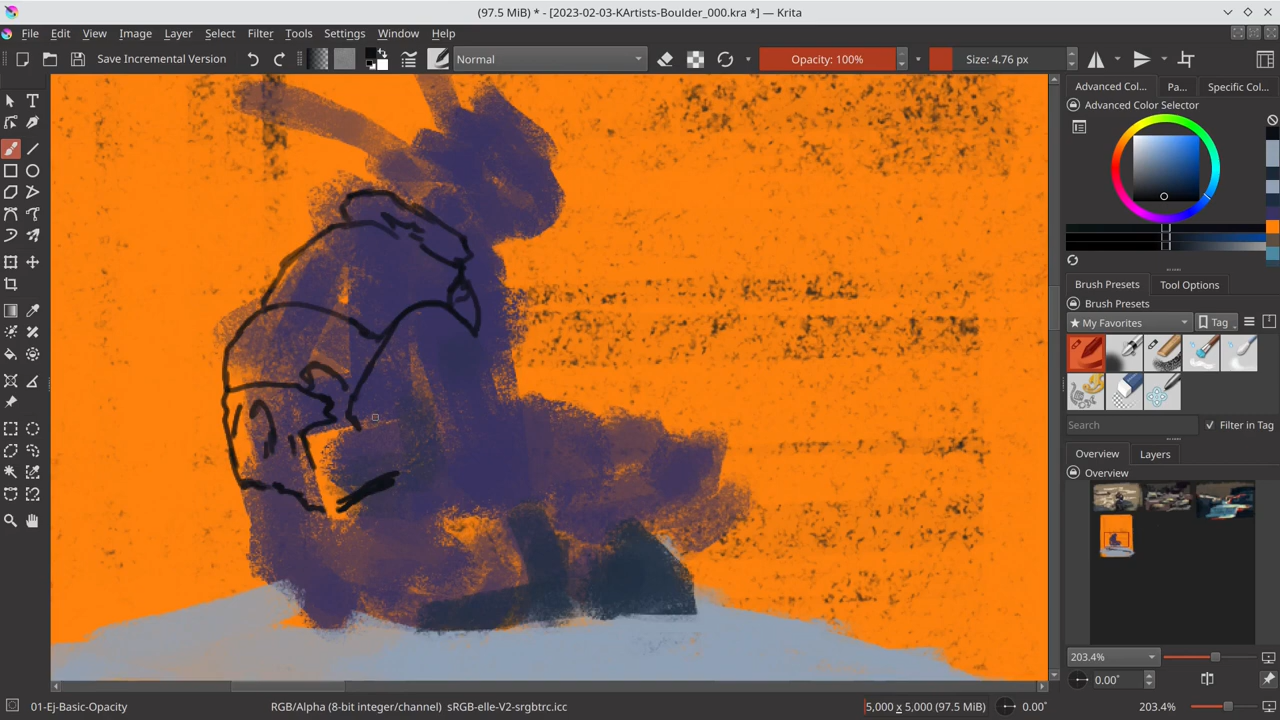 (97.5 MiB) * - [2023-02-03-KArtists-Boulder_000.kra *] — Krita
File Edit View Image Layer Select Filter Tools Settings Window Help
Save Incremental Version Normal Opacity: 100% Size: 4.76 px
Advanced Col... Pa... Specific Col...
Advanced Color Selector
Brush Presets Tool Options
Brush Presets
★ My Favorites Tag
Search Filter in Tag
Overview Layers
Overview
203.4%
0.00°
01-Ej-Basic-Opacity RGB/Alpha (8-bit integer/channel) sRGB-elle-V2-srgbtrc.icc 5,000 x 5,000 (97.5 MiB) 0.00° 203.4%